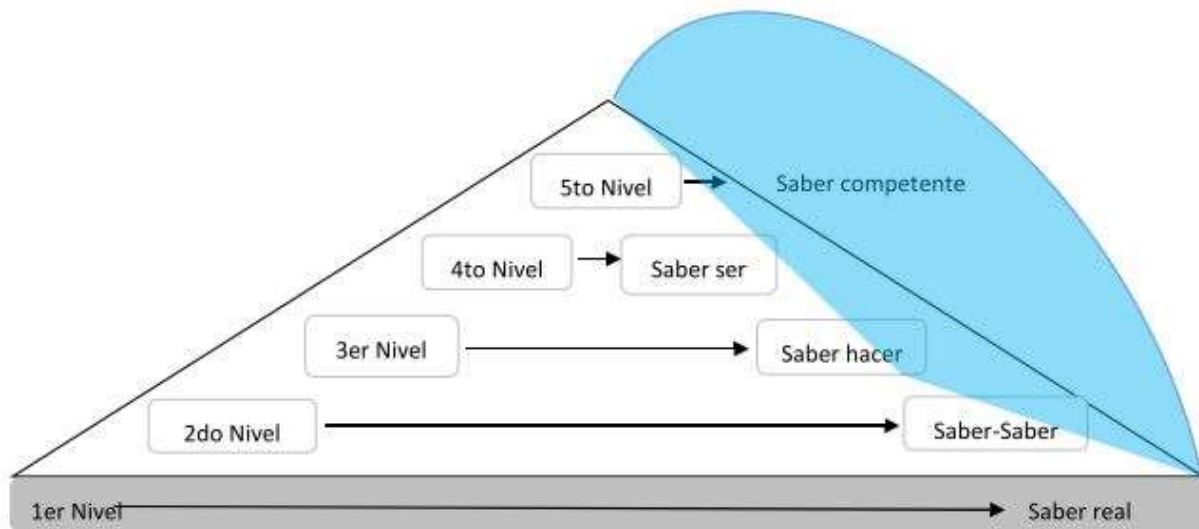 5to Nivel Saber competente
4to Nivel Saber ser
3er Nivel Saber hacer
2do Nivel Saber-Saber
1er Nivel Saber real